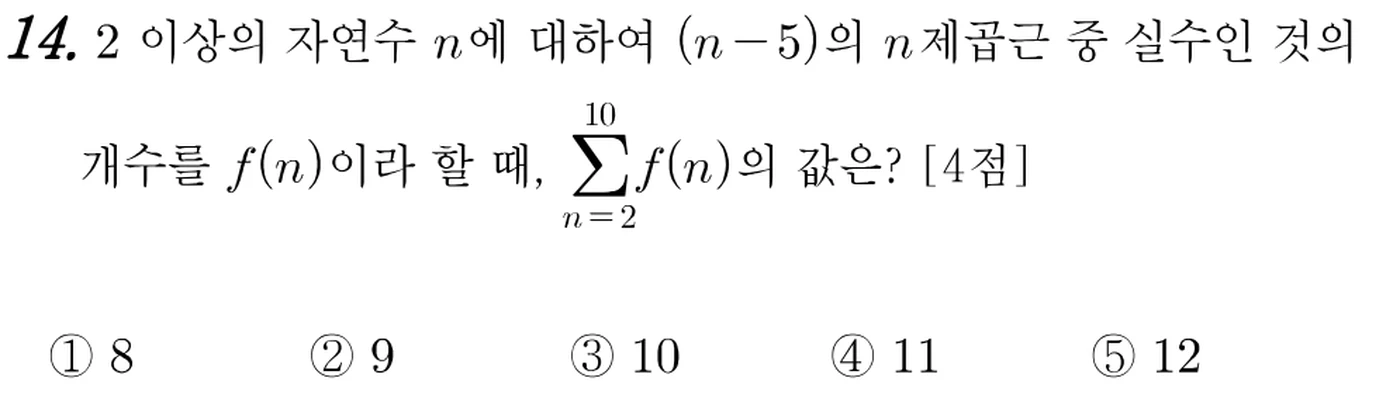 14. 2 이상의 자연수 n에 대하여 (n-5)의 n제곱근 중 실수인 것의
개수를 f(n)이라 할 때, \sum_{n=2}^{10} f(n)의 값은? [4점]
① 8 ② 9 ③ 10 ④ 11 ⑤ 12